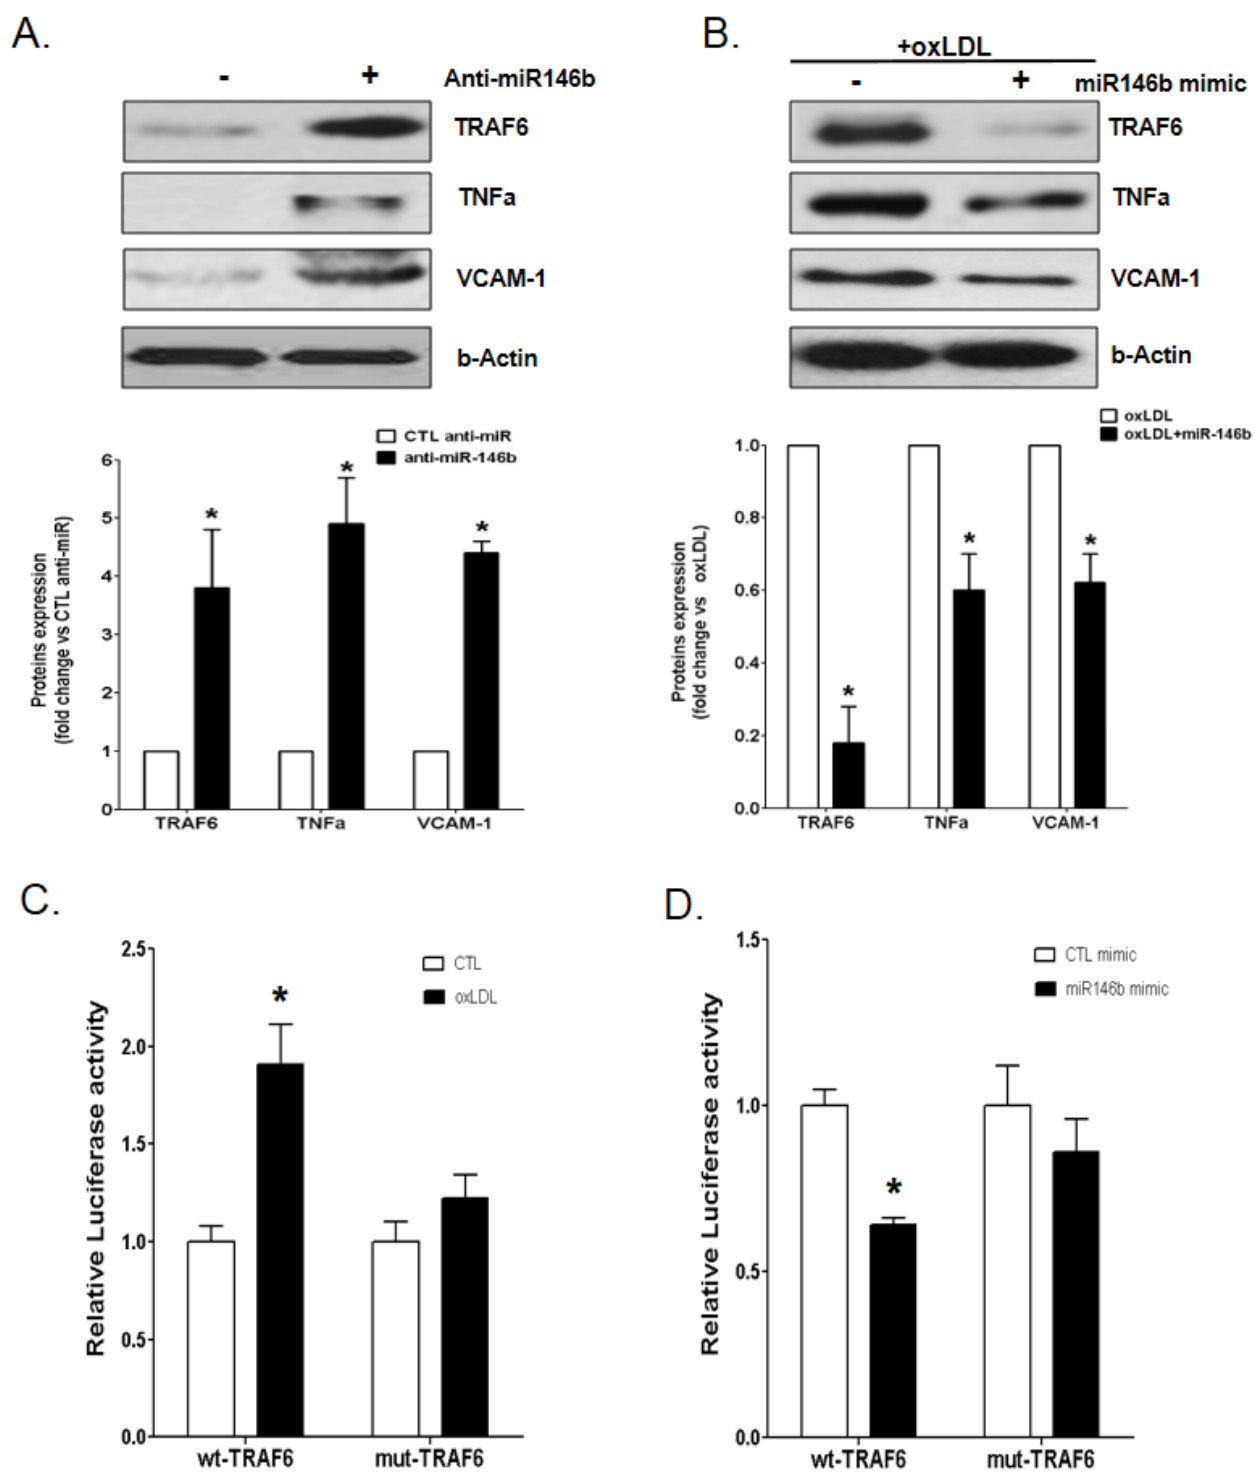 A.
- + Anti-miR146b
TRAF6
TNFa
VCAM-1
b-Actin
CTL anti-miR
anti-miR-146b
Proteins expression
(fold change vs CTL anti-miR)
6
5
4
3
2
1
0
* * *
TRAF6 TNFa VCAM-1
B.
+oxLDL
- + miR146b mimic
TRAF6
TNFa
VCAM-1
b-Actin
oxLDL
oxLDL+miR-146b
Proteins expression
(fold change vs oxLDL)
1.0
0.8
0.6
0.4
0.2
0.0
* * *
TRAF6 TNFa VCAM-1
C.
CTL
oxLDL
Relative Luciferase activity
2.5
2.0
1.5
1.0
0.5
0.0
*
wt-TRAF6 mut-TRAF6
D.
CTL mimic
miR146b mimic
Relative Luciferase activity
1.5
1.0
0.5
0.0
*
wt-TRAF6 mut-TRAF6